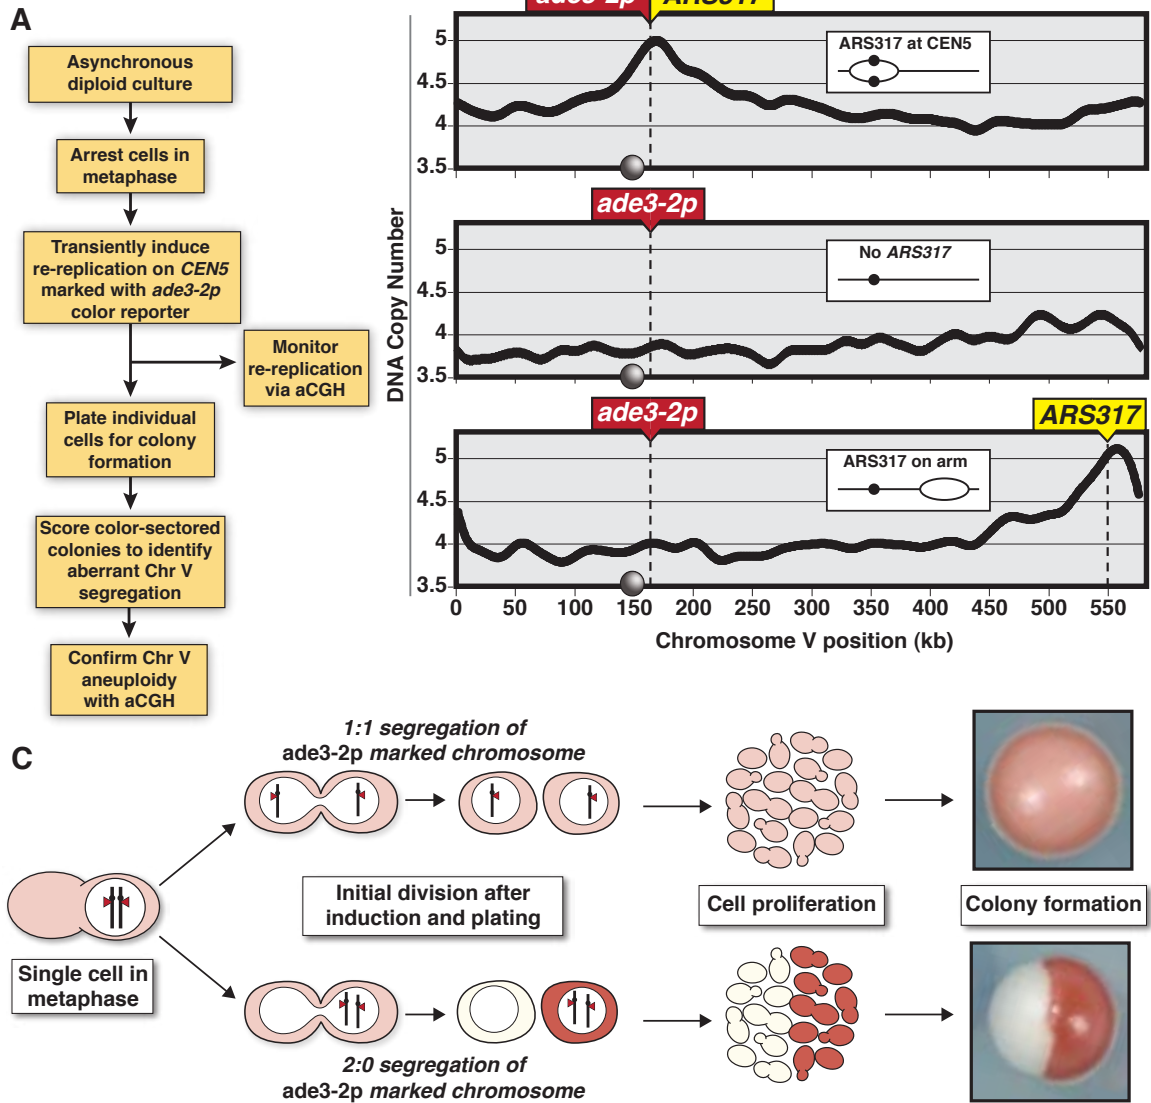 A
Asynchronous
diploid culture
Arrest cells in
metaphase
Transiently induce
re-replication on CEN5
marked with ade3-2p
color reporter
Monitor
re-replication
via aCGH
Plate individual
cells for colony
formation
Score color-sectored
colonies to identify
aberrant Chr V
segregation
Confirm Chr V
aneuploidy
with aCGH
DNA Copy Number
ade3-2p ARS317
5
4.5
4
3.5
ARS317 at CEN5
ade3-2p
5
4.5
4
3.5
No ARS317
ade3-2p
ARS317
5
4.5
4
3.5
ARS317 on arm
0 50 100 150 200 250 300 350 400 450 500 550
Chromosome V position (kb)
C
1:1 segregation of
ade3-2p marked chromosome
Single cell in
metaphase
Initial division after
induction and plating
Cell proliferation
Colony formation
2:0 segregation of
ade3-2p marked chromosome